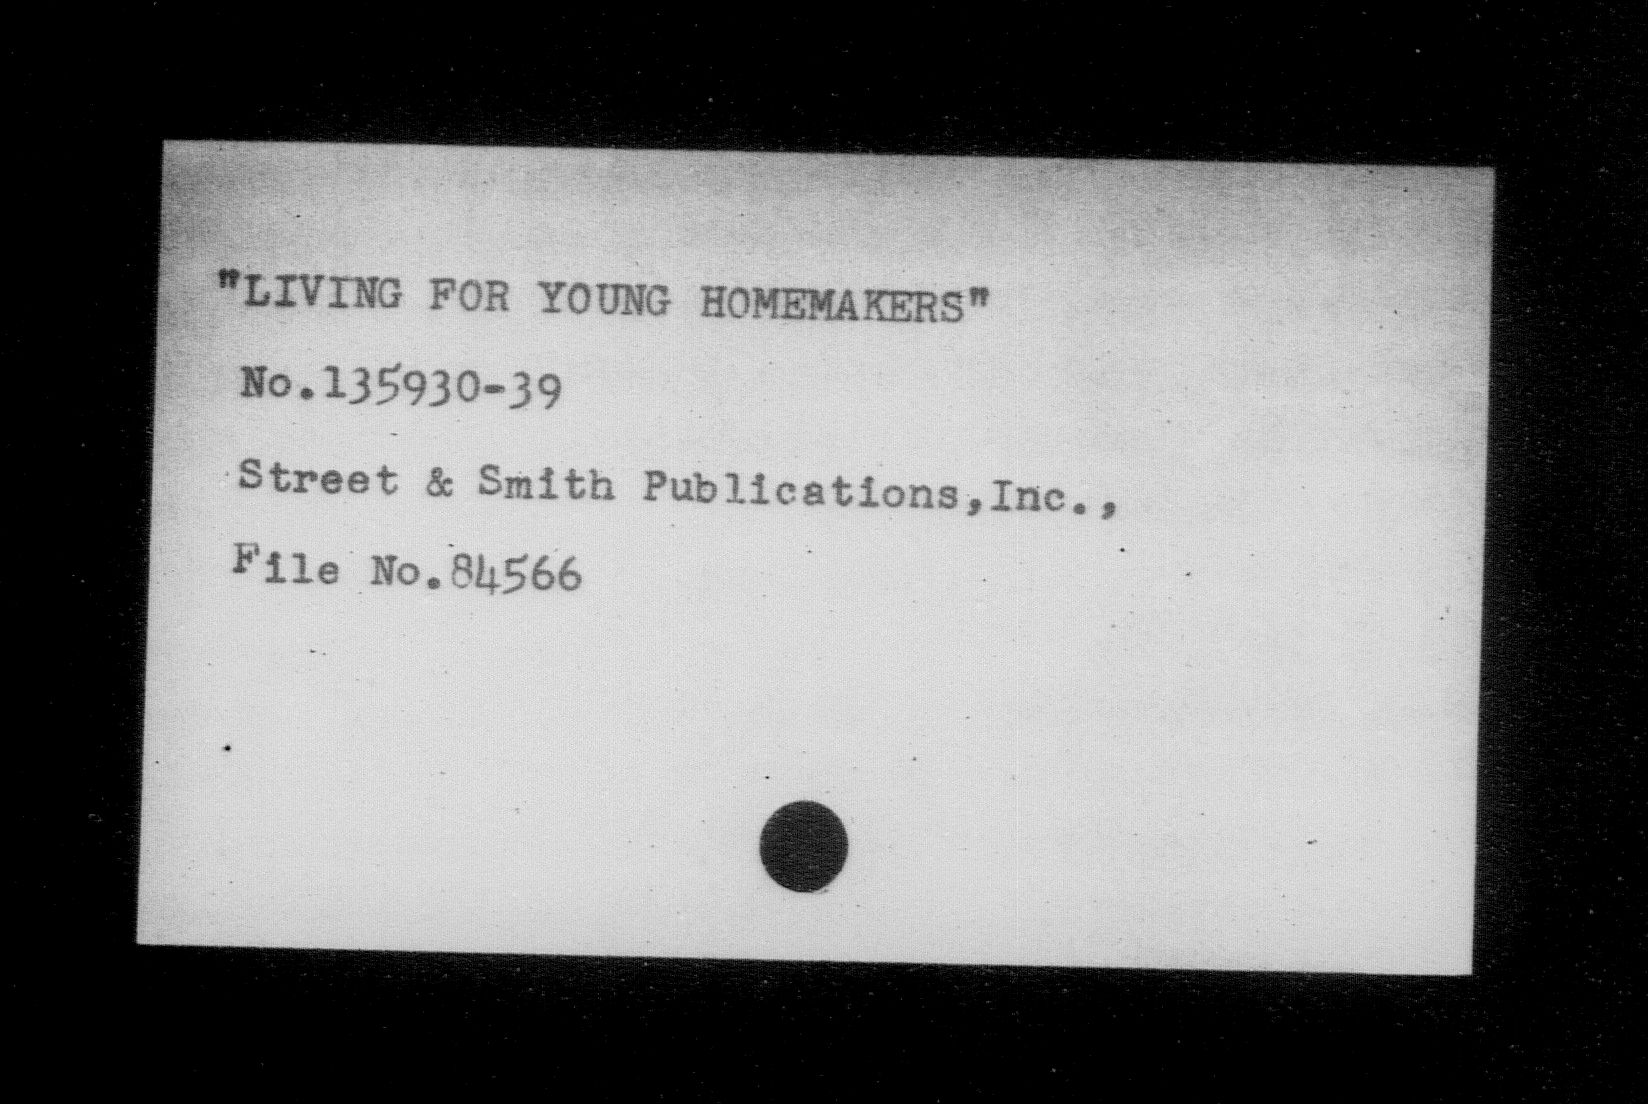 "LIVING FOR YOUNG HOMEMAKERS"
No.135930-39
Street & Smith Publications,Inc.,
File No.84566